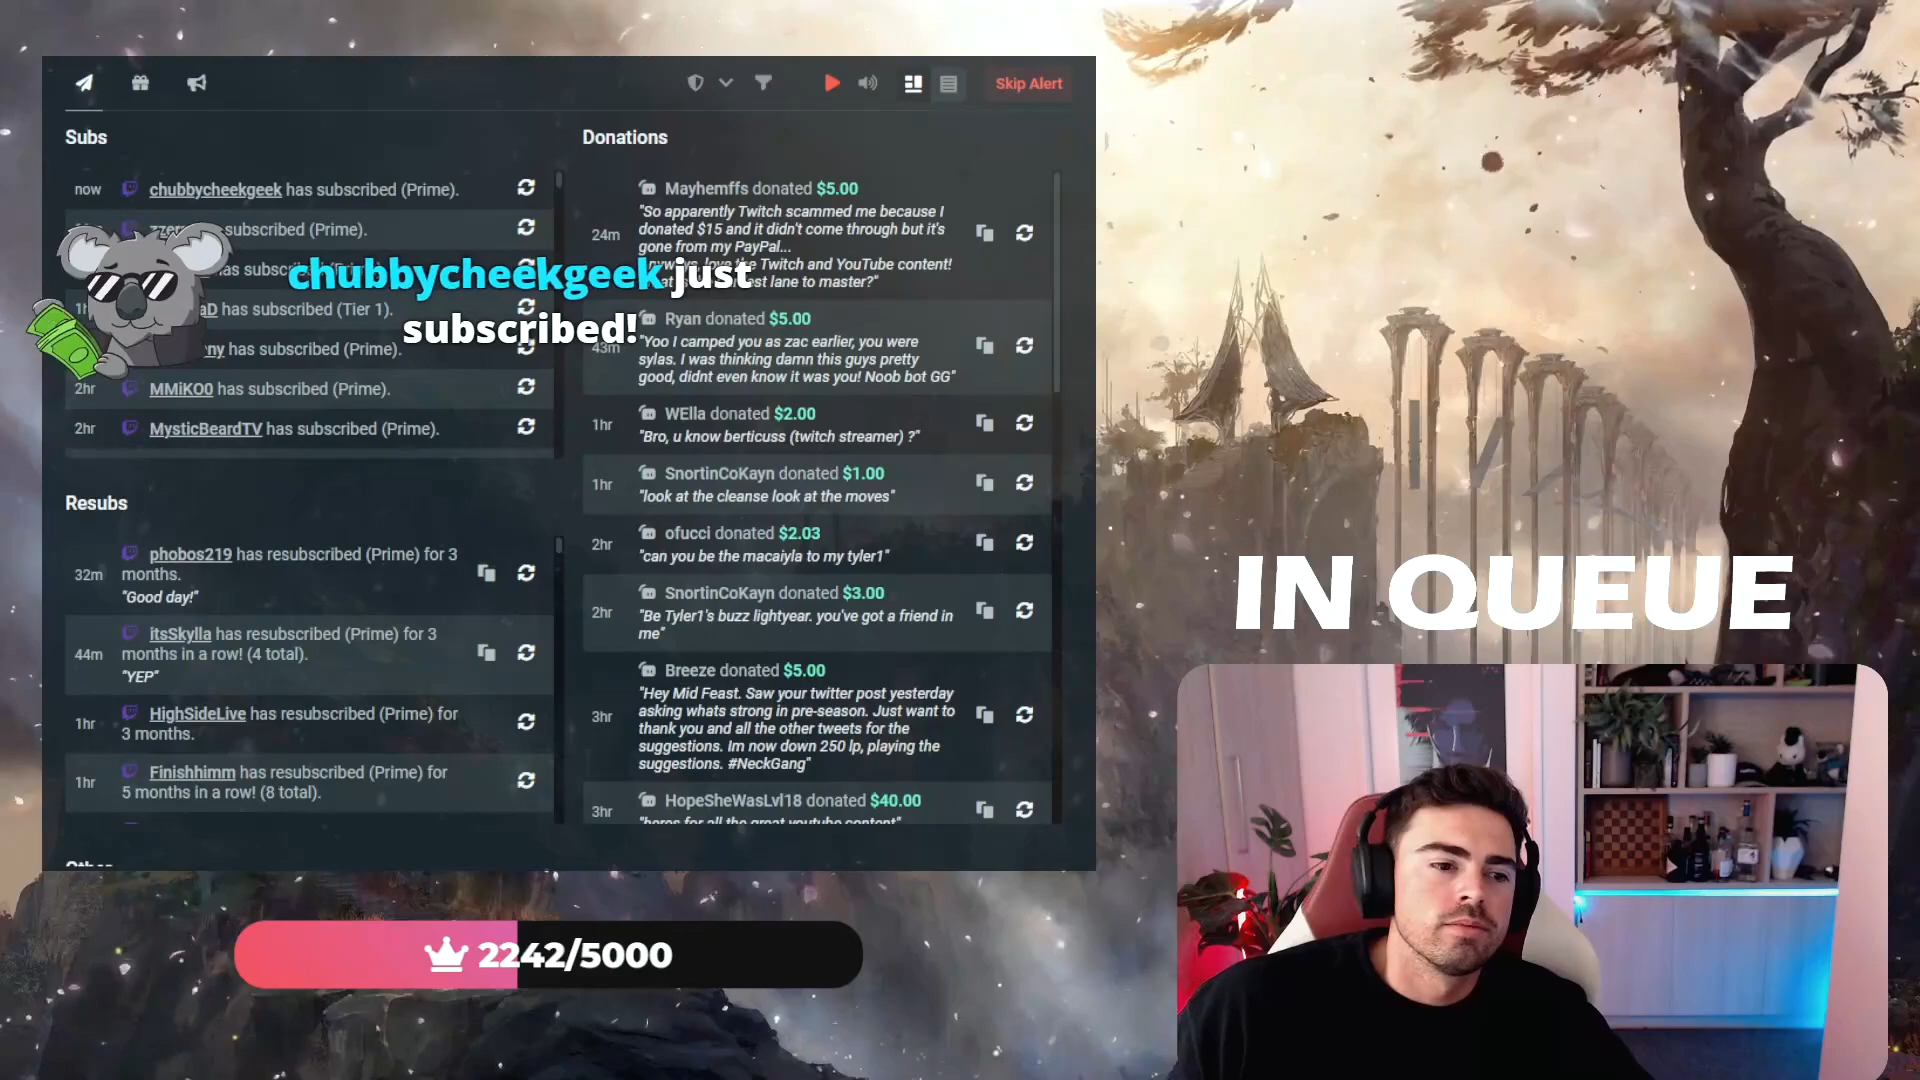 Skip Alert
Subs
now chubbycheekgeek has subscribed (Prime).
subscribed (Prime).
has subscribed (Tier 1).
has subscribed (Prime).
2hr MMiKO0 has subscribed (Prime).
2hr MysticBeardTV has subscribed (Prime).
chubbycheekgeek just
subscribed!
Resubs
phobos219 has resubscribed (Prime) for 3
32m months.
"Good day!"
itsSkylla has resubscribed (Prime) for 3
44m months in a row! (4 total).
"YEP"
HighSideLive has resubscribed (Prime) for
1hr 3 months.
Finishhimm has resubscribed (Prime) for
1hr 5 months in a row! (8 total).
Other
Donations
Mayhemffs donated $5.00
"So apparently Twitch scammed me because I
24m donated $15 and it didn't come through but it's
gone from my PayPal...
love the Twitch and YouTube content!
lane to master?"
Ryan donated $5.00
43m "Yoo I camped you as zac earlier, you were
sylas. I was thinking damn this guys pretty
good, didnt even know it was you! Noob bot GG"
WElla donated $2.00
1hr "Bro, u know berticuss (twitch streamer) ?"
SnortinCoKayn donated $1.00
1hr "look at the cleanse look at the moves"
ofucci donated $2.03
2hr "can you be the macaiyla to my tyler1"
SnortinCoKayn donated $3.00
2hr "Be Tyler1's buzz lightyear. you've got a friend in
me"
Breeze donated $5.00
"Hey Mid Feast. Saw your twitter post yesterday
3hr asking whats strong in pre-season. Just want to
thank you and all the other tweets for the
suggestions. Im now down 250 lp, playing the
suggestions. #NeckGang"
HopeSheWasLvl18 donated $40.00
3hr "heres for all the great youtube content"
IN QUEUE
2242/5000